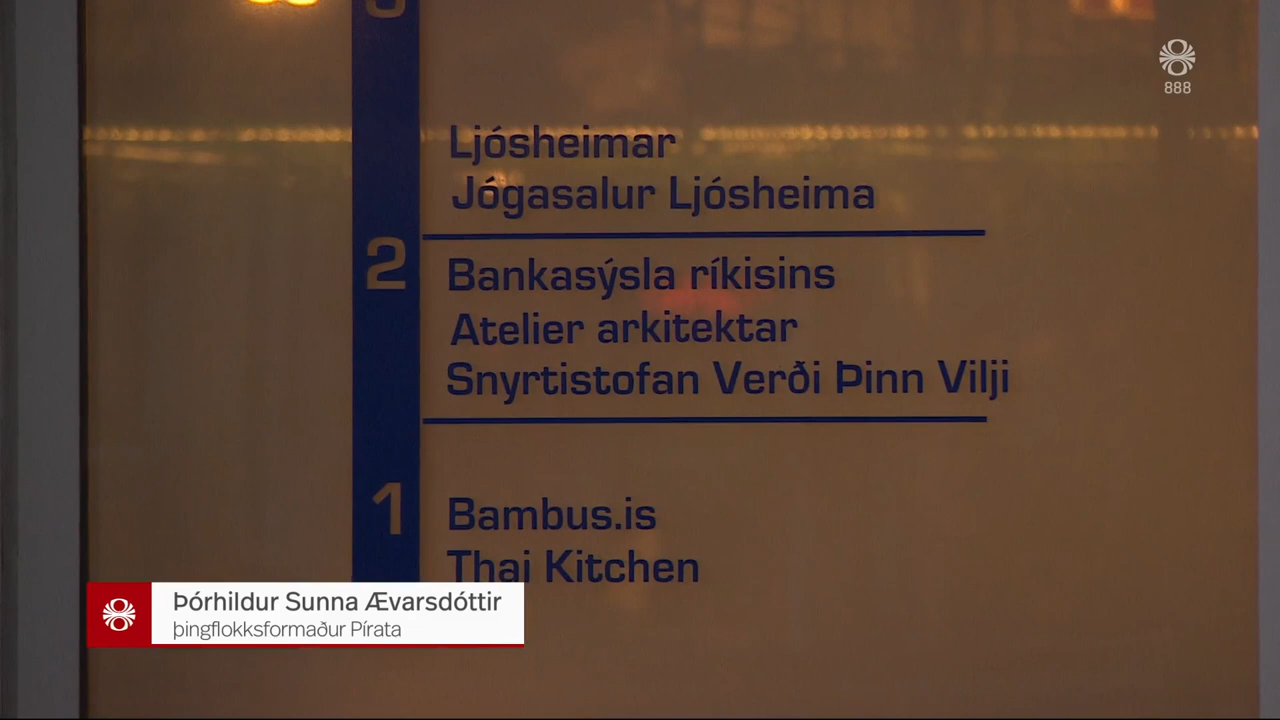 888
Ljósheimar
Jógasalur Ljósheima
2
Bankasýsla ríkisins
Atelier arkitektar
Snyrtistofan Verði Þinn Vilji
1
Bambus.is
Thai Kitchen
Þórhildur Sunna Ævarsdóttir
þingflokksformaður Pírata